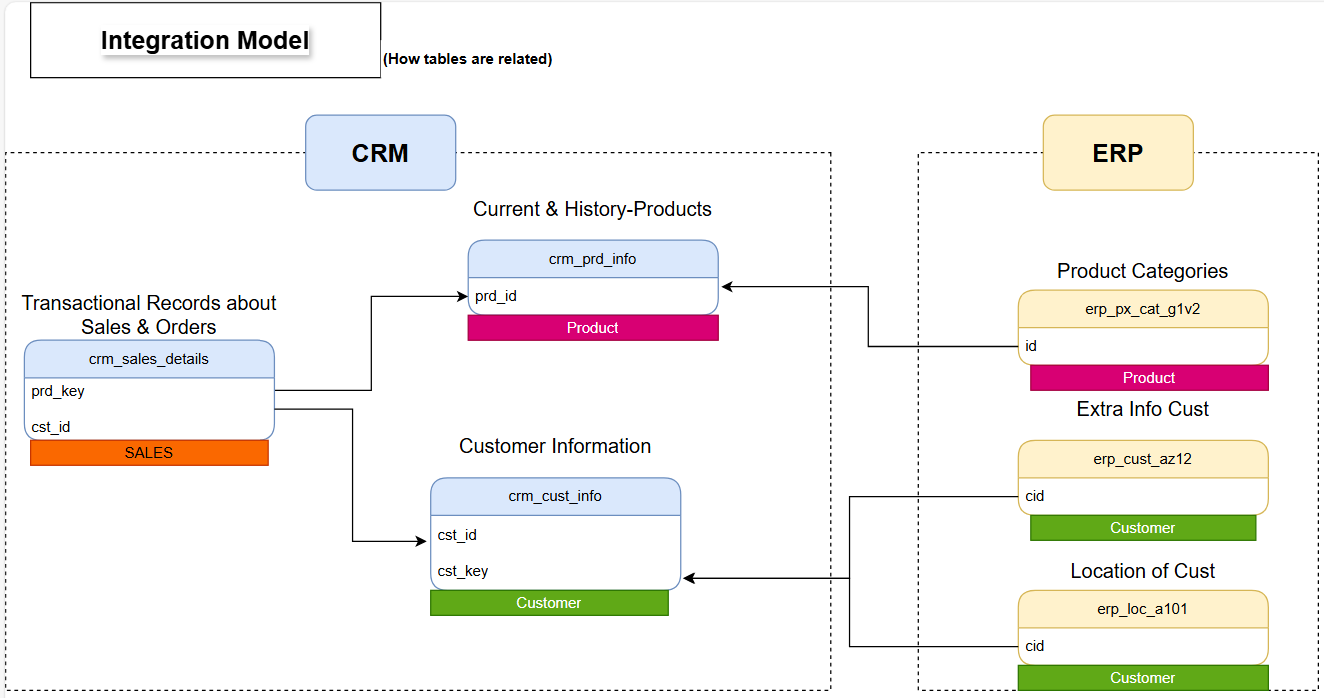 Integration Model
(How tables are related)
CRM
ERP
Current & History-Products
crm_prd_info
prd_id
Product
Transactional Records about
Sales & Orders
crm_sales_details
prd_key
cst_id
SALES
Customer Information
crm_cust_info
cst_id
cst_key
Customer
Product Categories
erp_px_cat_g1v2
id
Product
Extra Info Cust
erp_cust_az12
cid
Customer
Location of Cust
erp_loc_a101
cid
Customer